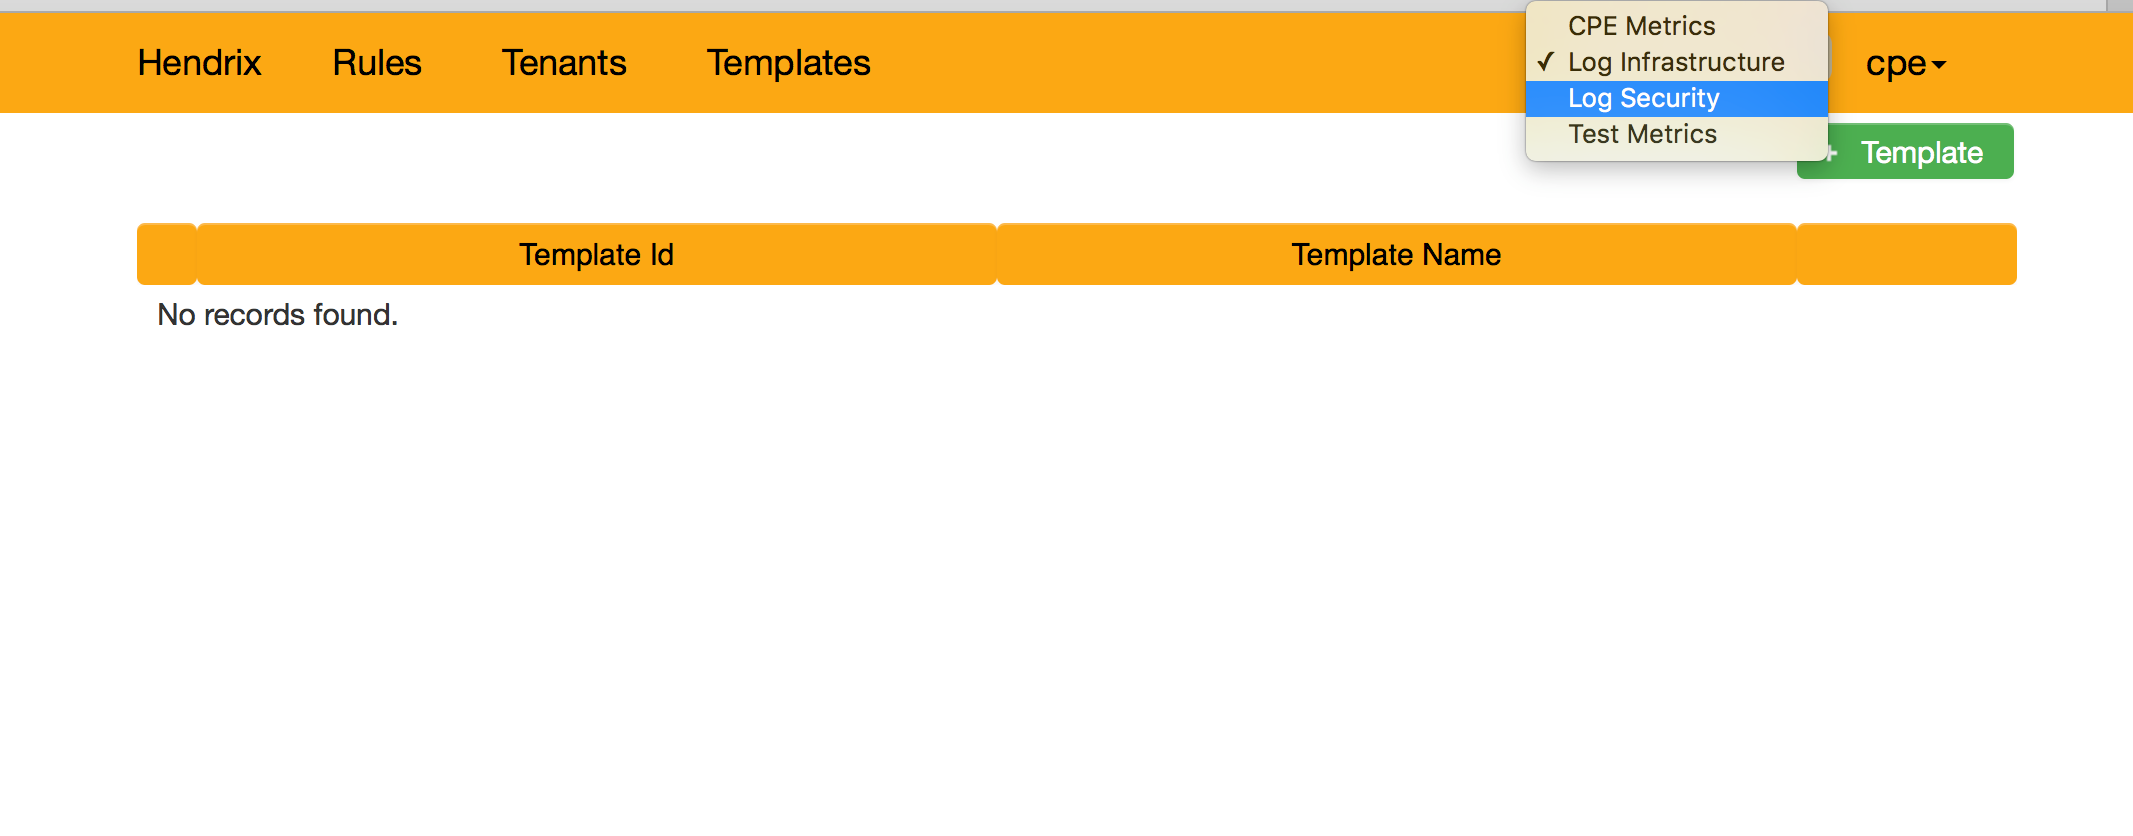 Hendrix Rules Tenants Templates cpe
CPE Metrics
✓ Log Infrastructure
Log Security
Test Metrics
+ Template
Template Id Template Name
No records found.